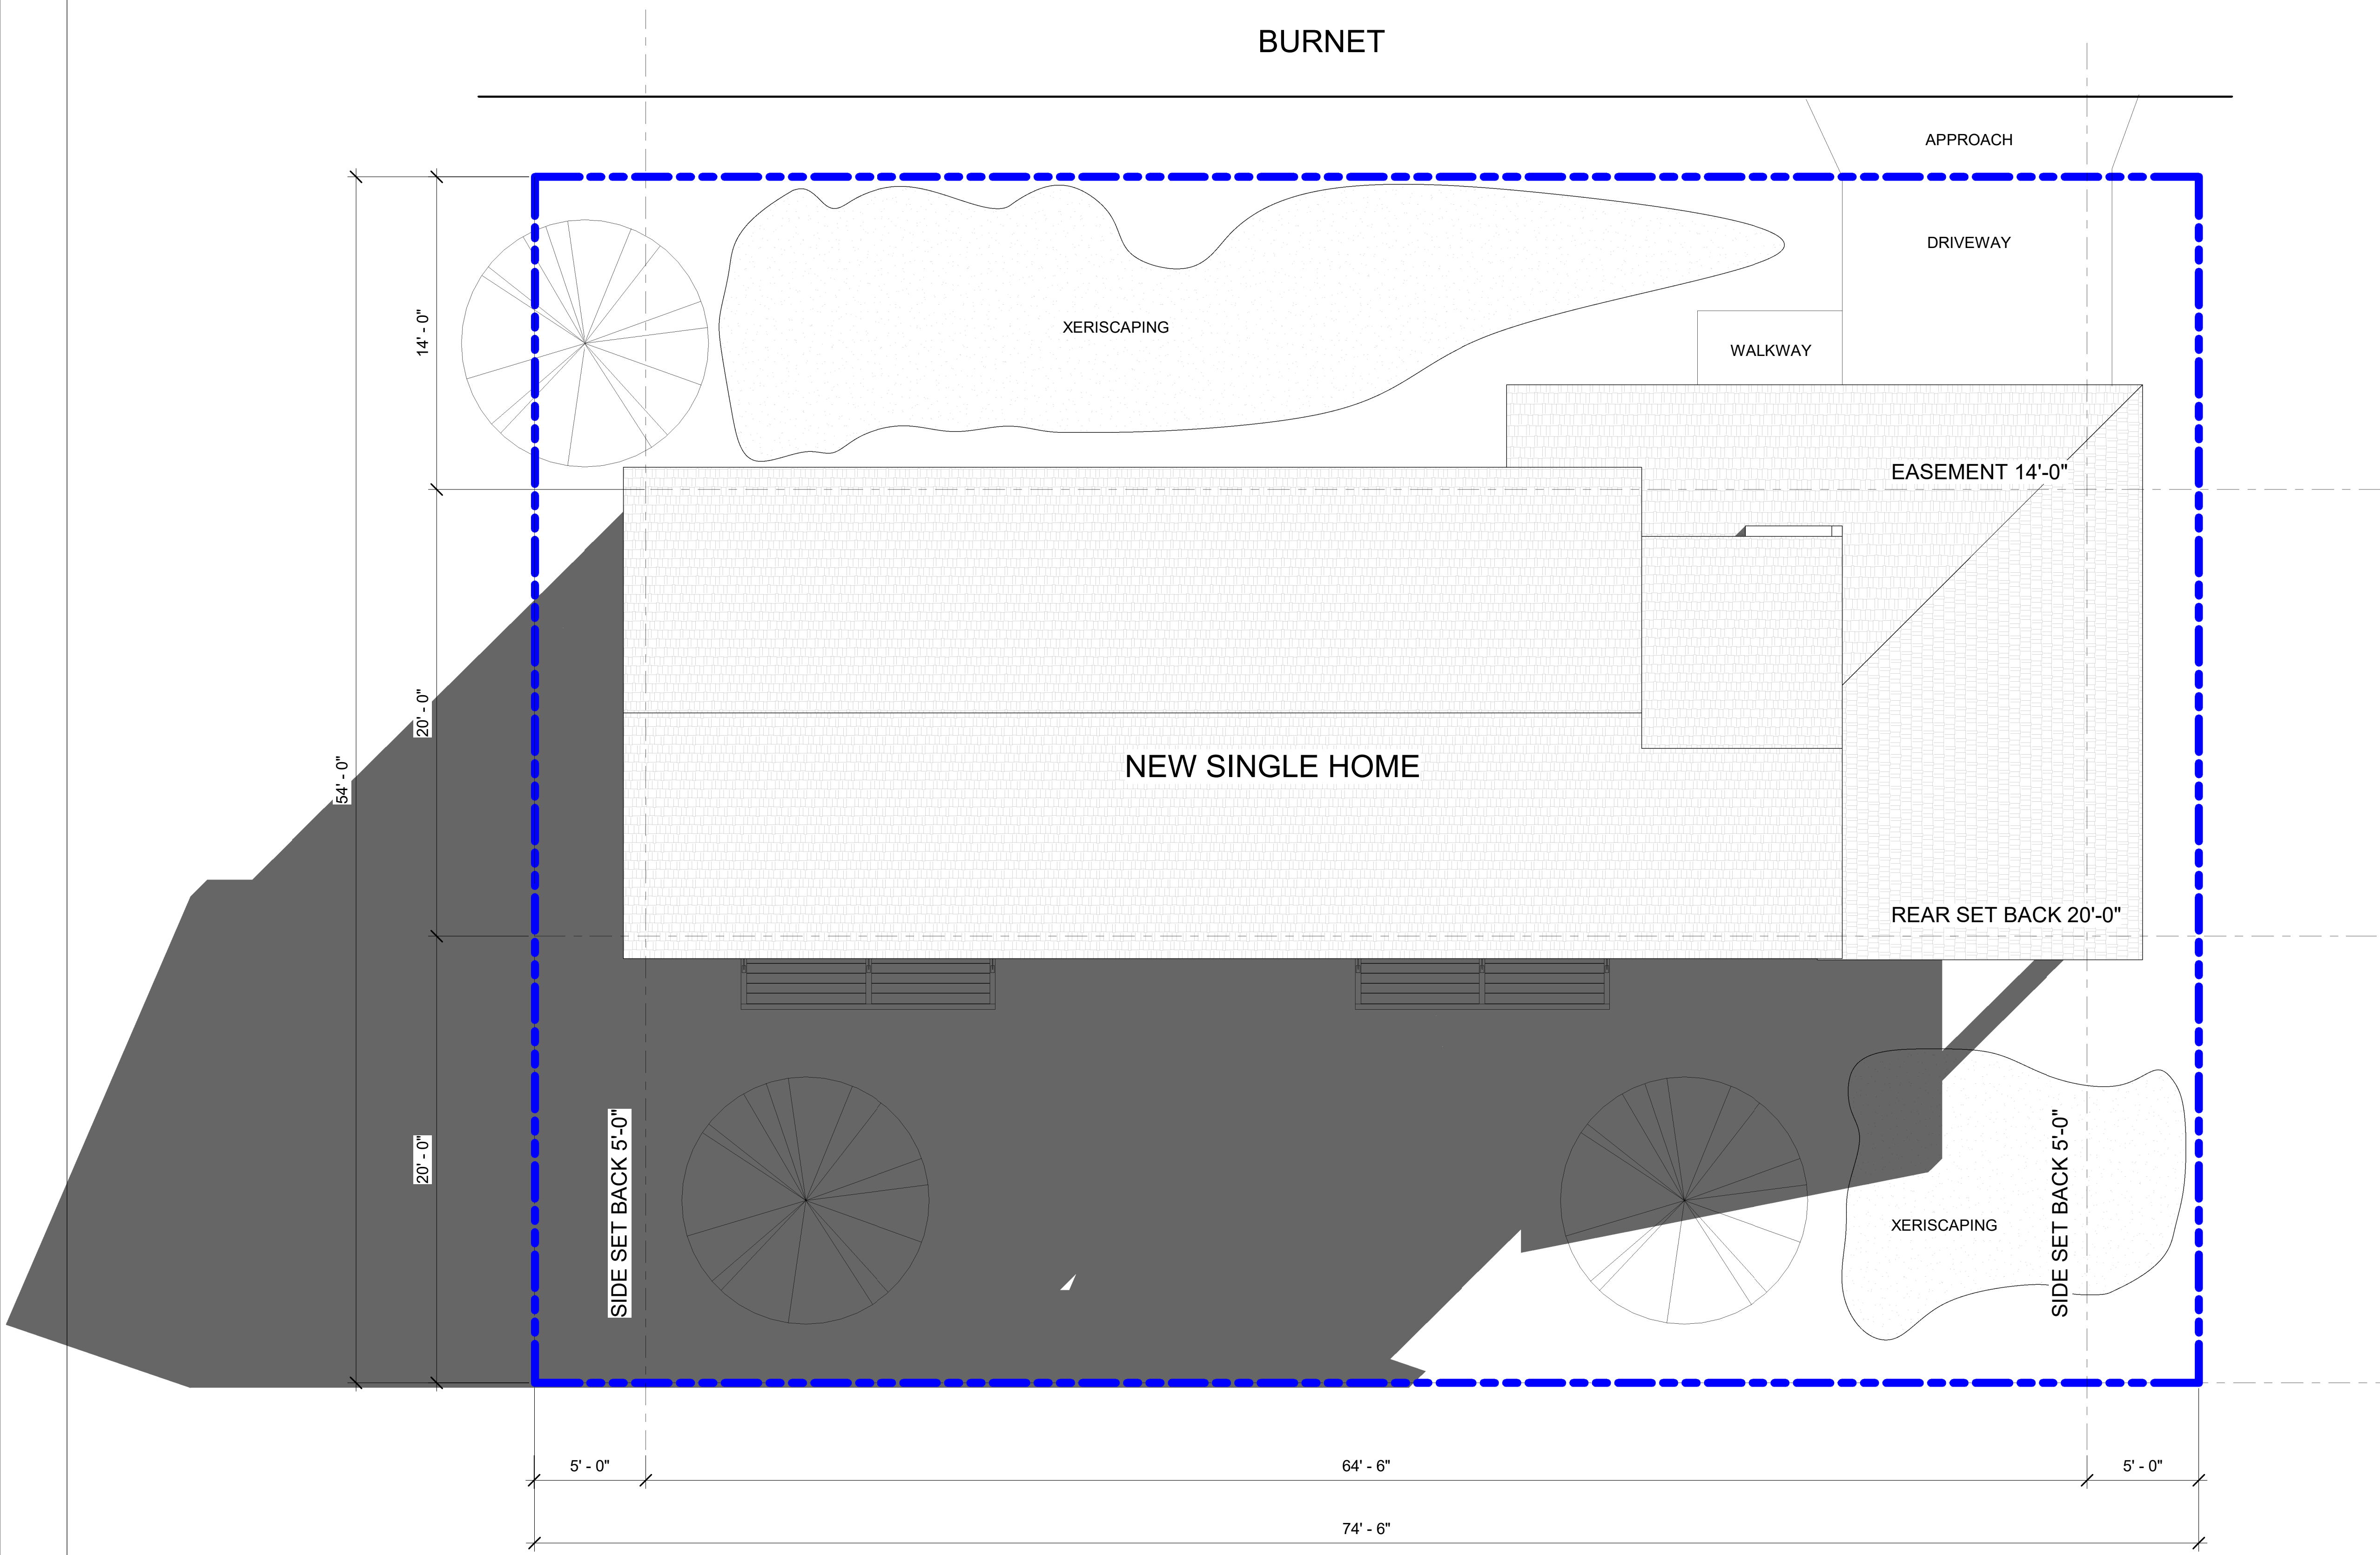 BURNET
APPROACH
DRIVEWAY
XERISCAPING
WALKWAY
14' - 0"
EASEMENT 14'-0"
20' - 0"
54' - 0"
NEW SINGLE HOME
REAR SET BACK 20'-0"
20' - 0"
SIDE SET BACK 5'-0"
SIDE SET BACK 5'-0"
XERISCAPING
5' - 0"
64' - 6"
5' - 0"
74' - 6"